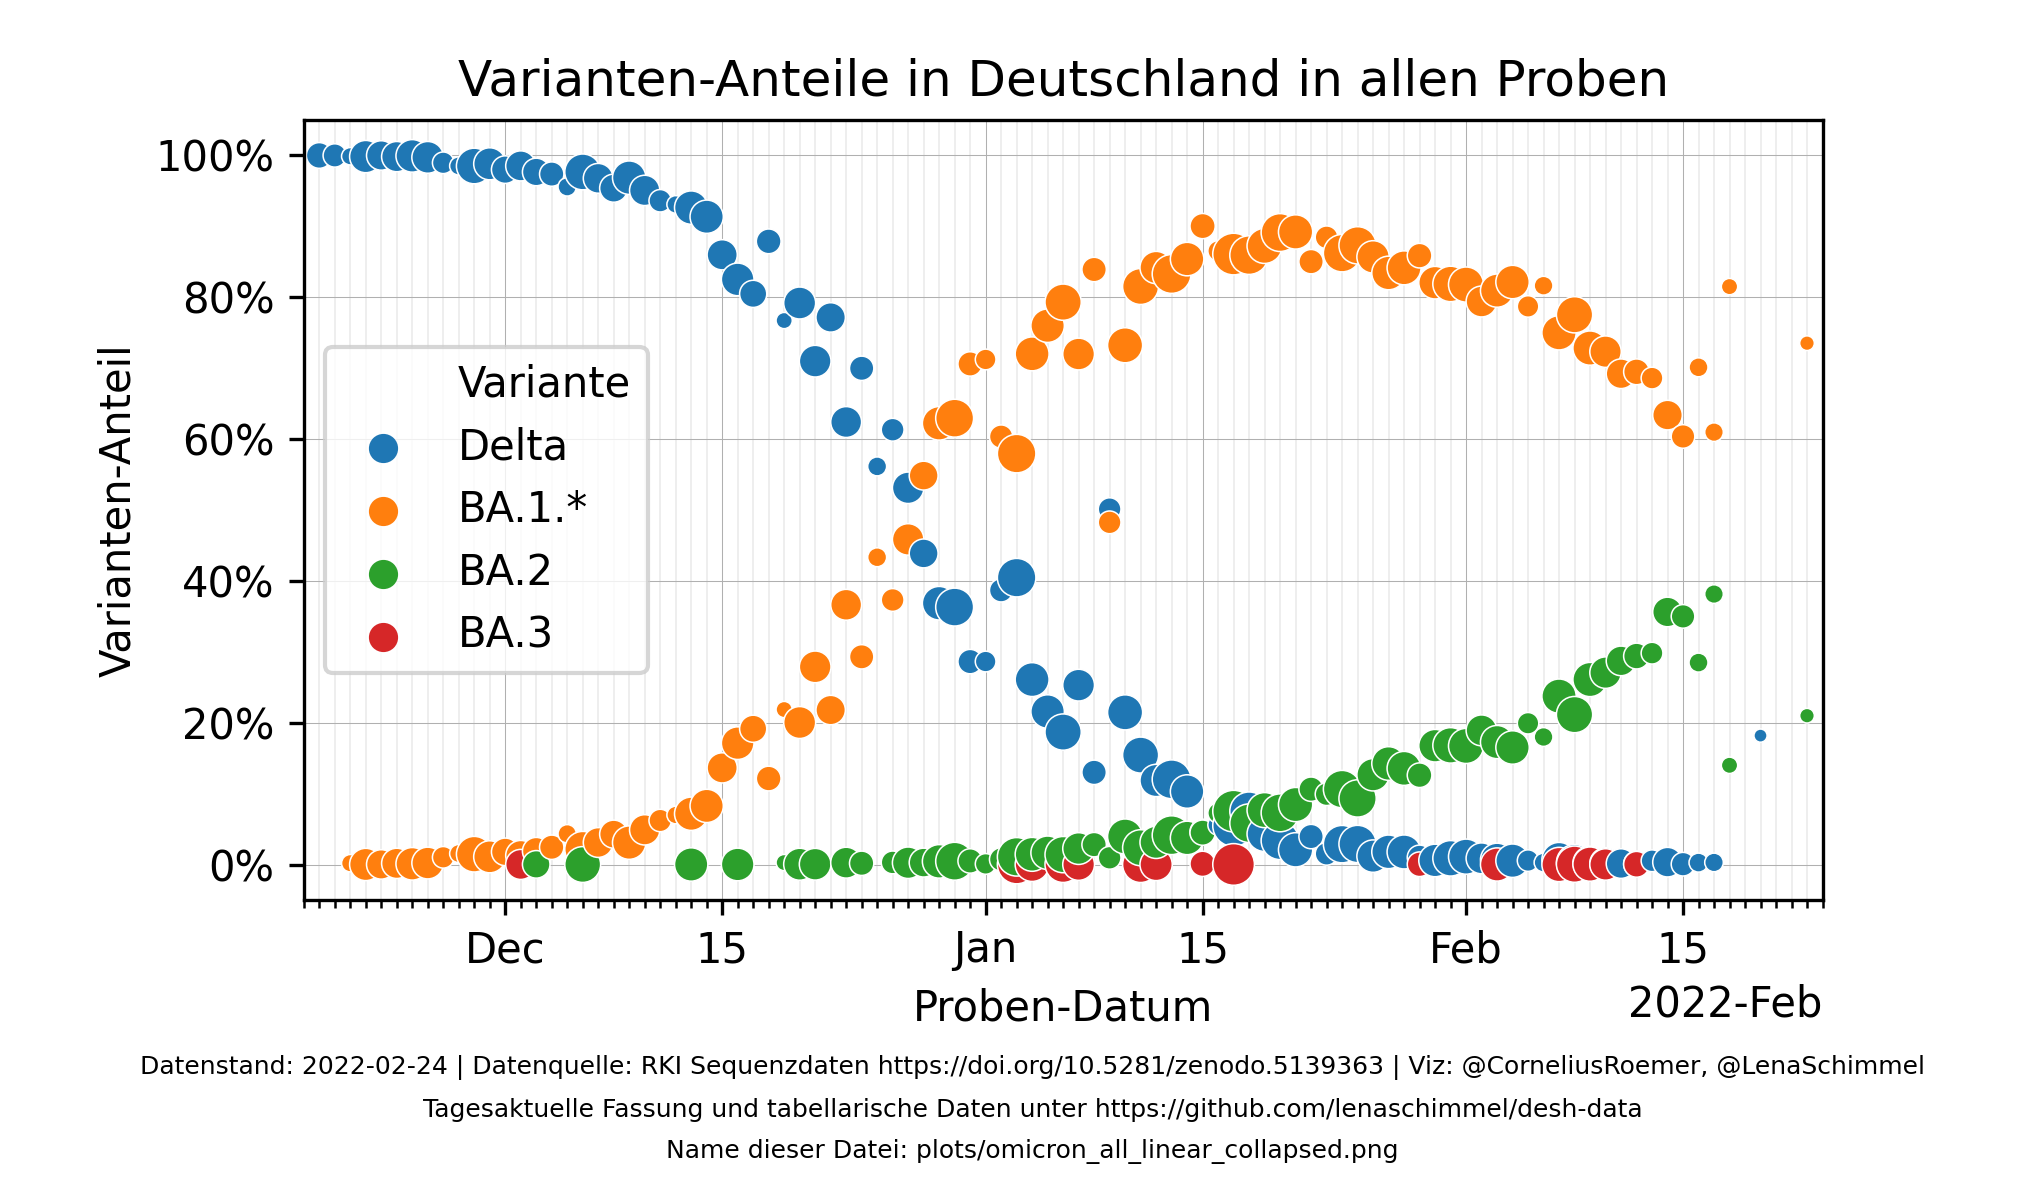 Varianten-Anteile in Deutschland in allen Proben
Varianten-Anteil
100%
80%
60%
40%
20%
0%
Variante
Delta
BA.1.*
BA.2
BA.3
Dec 15 Jan 15 Feb 15
2022-Feb
Proben-Datum
Datenstand: 2022-02-24 | Datenquelle: RKI Sequenzdaten https://doi.org/10.5281/zenodo.5139363 | Viz: @CorneliusRoemer, @LenaSchimmel
Tagesaktuelle Fassung und tabellarische Daten unter https://github.com/lenaschimmel/desh-data
Name dieser Datei: plots/omicron_all_linear_collapsed.png